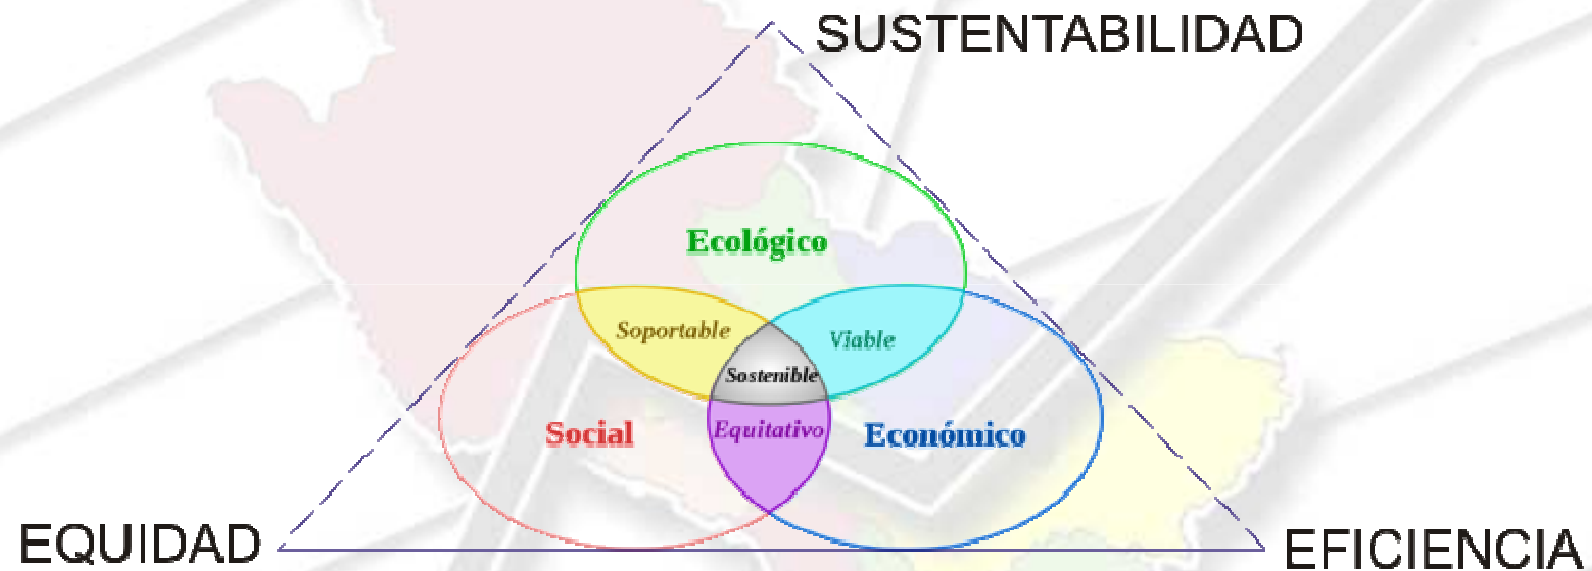 SUSTENTABILIDAD
Ecológico
Soportable
Viable
Sostenible
Social
Equitativo
Económico
EQUIDAD
EFICIENCIA